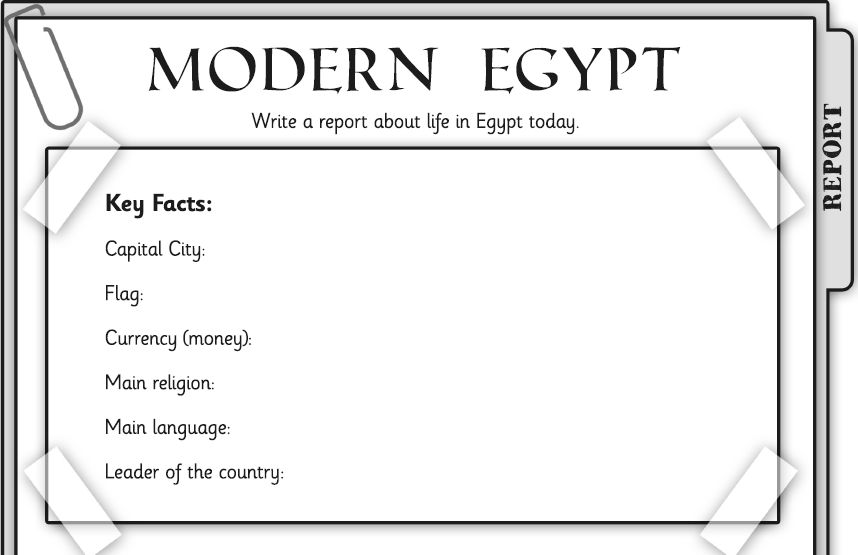 MODERN EGYPT
Write a report about life in Egypt today.
REPORT
Key Facts:
Capital City:
Flag:
Currency (money):
Main religion:
Main language:
Leader of the country: